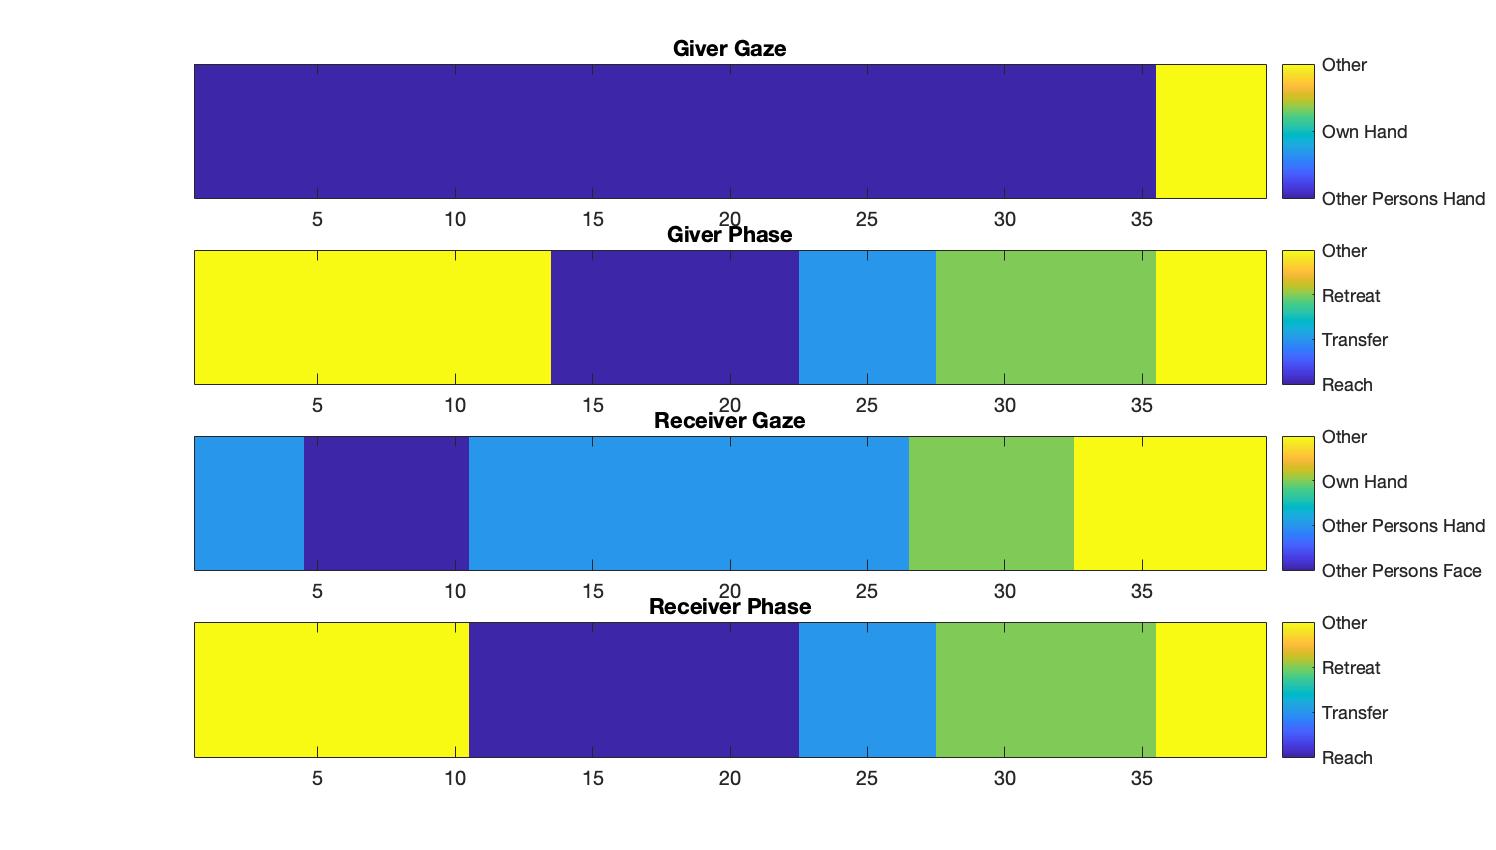 Giver Gaze
Other
Own Hand
Other Persons Hand
5 10 15 20 25 30 35
Giver Phase
Other
Retreat
Transfer
Reach
5 10 15 20 25 30 35
Receiver Gaze
Other
Own Hand
Other Persons Hand
Other Persons Face
5 10 15 20 25 30 35
Receiver Phase
Other
Retreat
Transfer
Reach
5 10 15 20 25 30 35